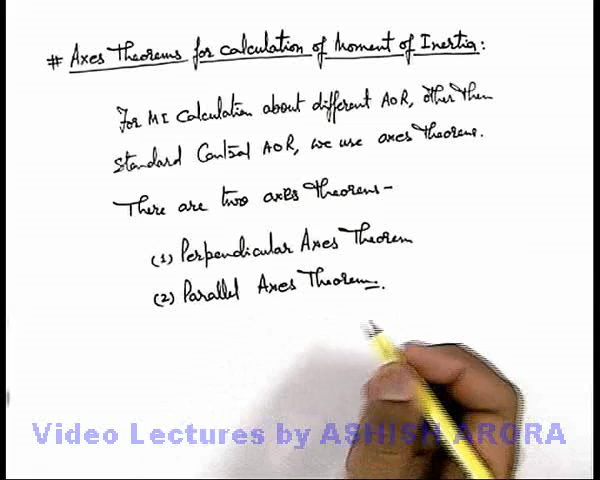 # Axes Theorems for Calculation of Moment of Inertia:
For MI Calculation about different AOR, other then
Standard Central AOR, we use axes theorems.
There are two axes theorems-
(1) Perpendicular Axes Theorem
(2) Parallel Axes Theorem.
Video Lectures by ASHISH ARORA